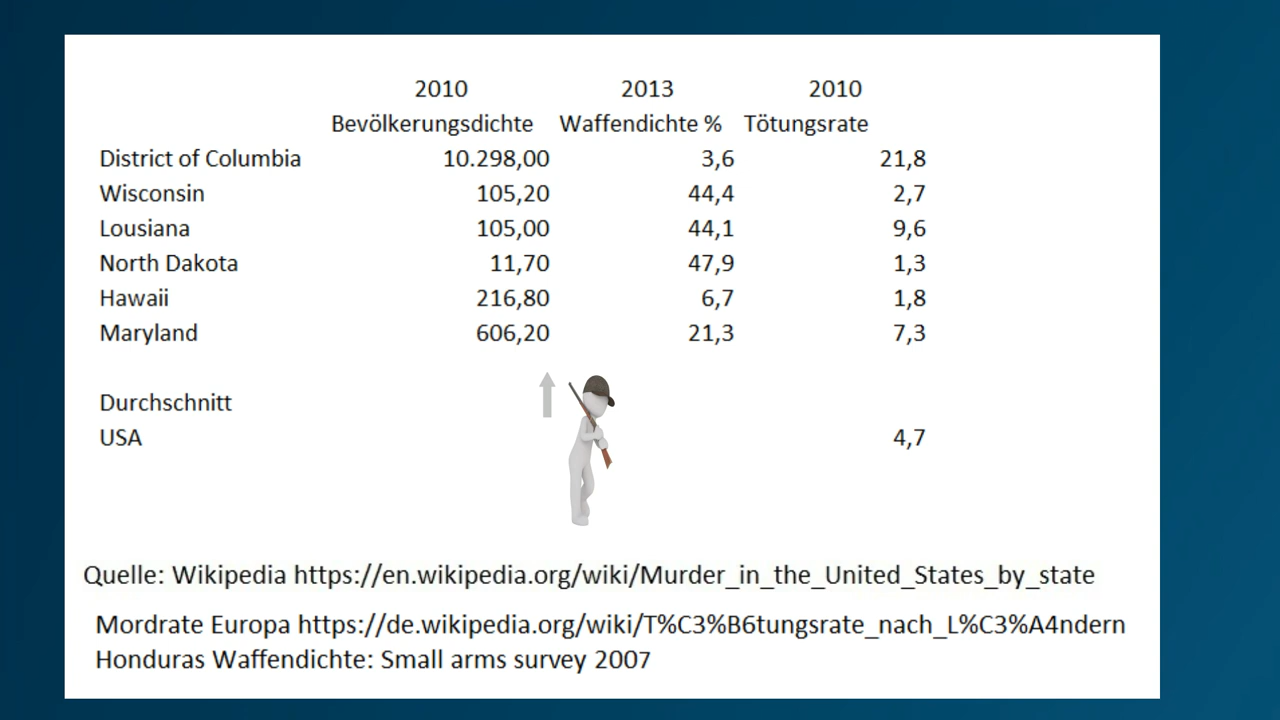 2010 2013 2010
Bevölkerungsdichte Waffendichte % Tötungsrate
District of Columbia 10.298,00 3,6 21,8
Wisconsin 105,20 44,4 2,7
Lousiana 105,00 44,1 9,6
North Dakota 11,70 47,9 1,3
Hawaii 216,80 6,7 1,8
Maryland 606,20 21,3 7,3
Durchschnitt
USA 4,7
Quelle: Wikipedia https://en.wikipedia.org/wiki/Murder_in_the_United_States_by_state
Mordrate Europa https://de.wikipedia.org/wiki/T%C3%B6tungsrate_nach_L%C3%A4ndern
Honduras Waffendichte: Small arms survey 2007